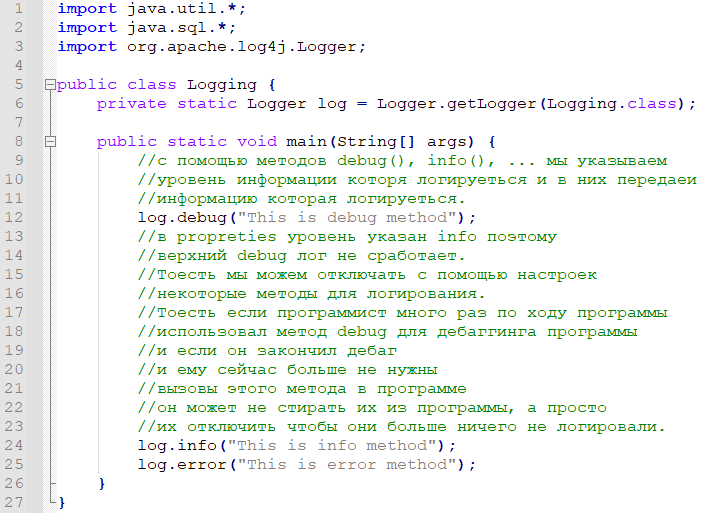 1 import java.util.*;
2 import java.sql.*;
3 import org.apache.log4j.Logger;
4
5 public class Logging {
6 private static Logger log = Logger.getLogger(Logging.class);
7
8 public static void main(String[] args) {
9 //с помощью методов debug(), info(), ... мы указываем
10 //уровень информации которя логируеться и в них передаеи
11 //информацию которая логируеться.
12 log.debug("This is debug method");
13 //в propreties уровень указан info поэтому
14 //верхний debug лог не сработает.
15 //Тоесть мы можем отключать с помощью настроек
16 //некоторые методы для логирования.
17 //Тоесть если программист много раз по ходу программы
18 //использовал метод debug для дебаггинга программы
19 //и если он закончил дебаг
20 //и ему сейчас больше не нужны
21 //вызовы этого метода в программе
22 //он может не стирать их из программы, а просто
23 //их отключить чтобы они больше ничего не логировали.
24 log.info("This is info method");
25 log.error("This is error method");
26 }
27 }